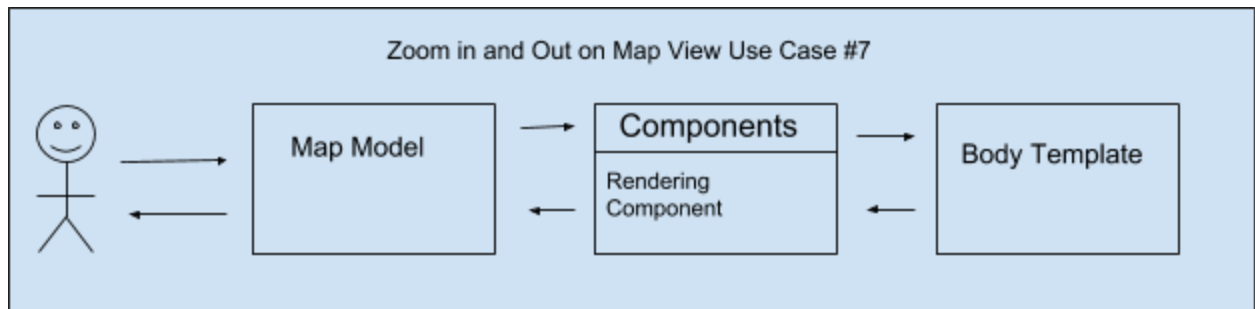 Zoom in and Out on Map View Use Case #7
Map Model
Components
Rendering
Component
Body Template